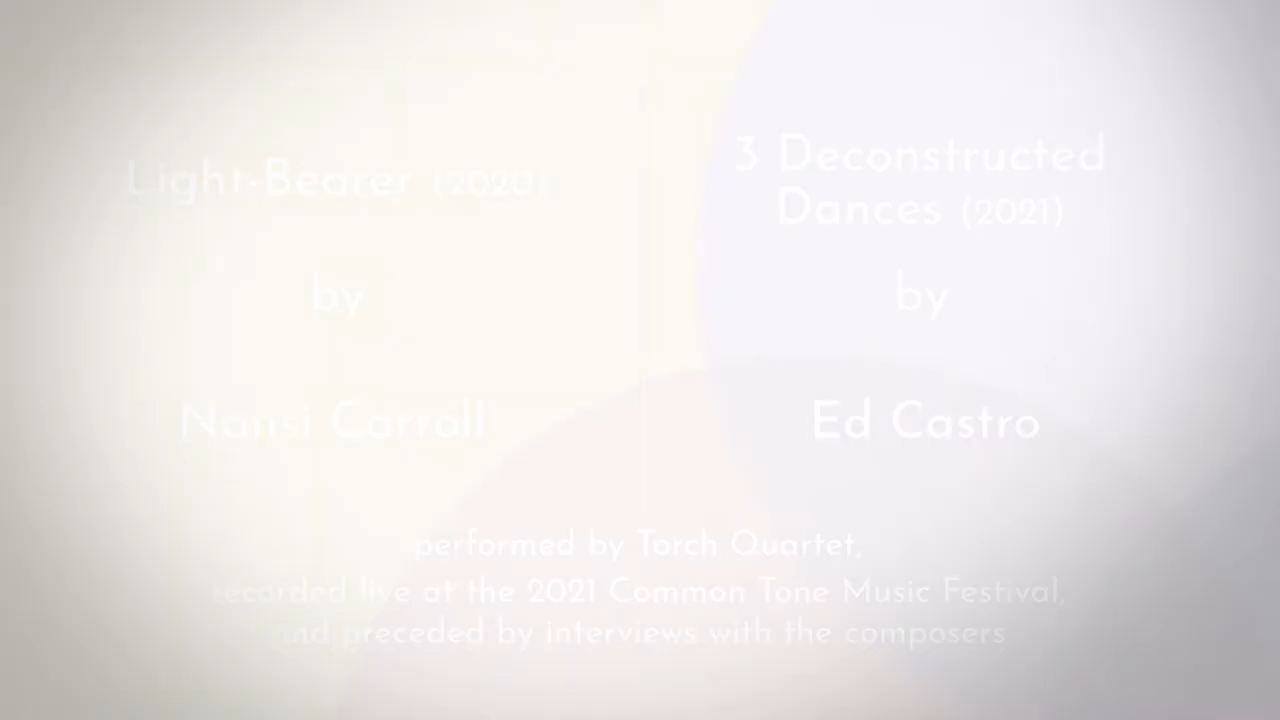 Light-Bearer (2020)
by
Nansi Carroll
3 Deconstructed
Dances (2021)
by
Ed Castro
performed by Torch Quartet,
recorded live at the 2021 Common Tone Music Festival,
and preceded by interviews with the composers